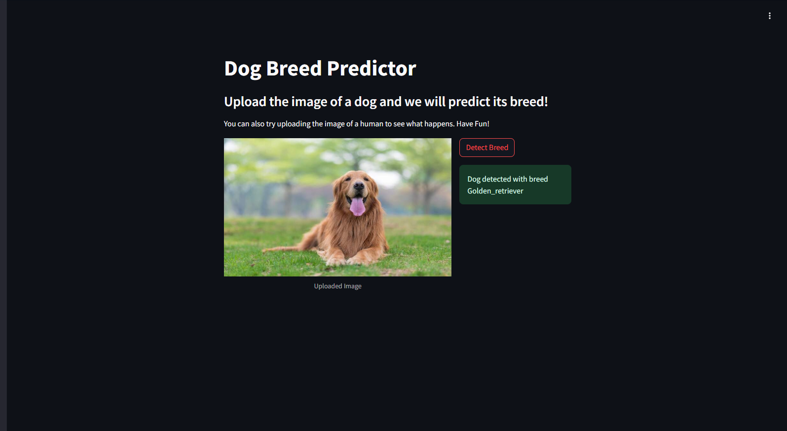 Dog Breed Predictor
Upload the image of a dog and we will predict its breed!
You can also try uploading the image of a human to see what happens. Have Fun!
Detect Breed
Dog detected with breed
Golden_retriever
Uploaded Image